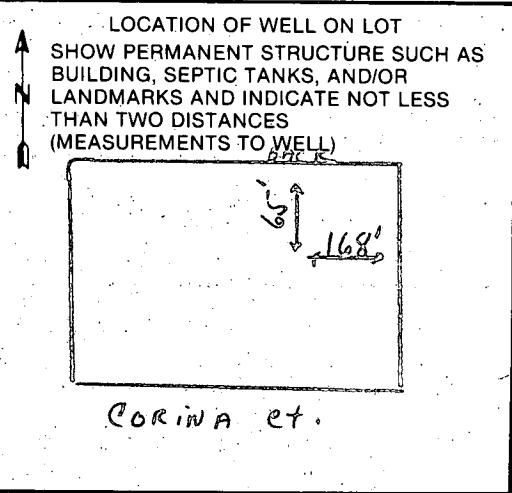 LOCATION OF WELL ON LOT
SHOW PERMANENT STRUCTURE SUCH AS
BUILDING, SEPTIC TANKS, AND/OR
N LANDMARKS AND INDICATE NOT LESS
THAN TWO DISTANCES
(MEASUREMENTS TO WELL)
65'
168'
CORINA CT.